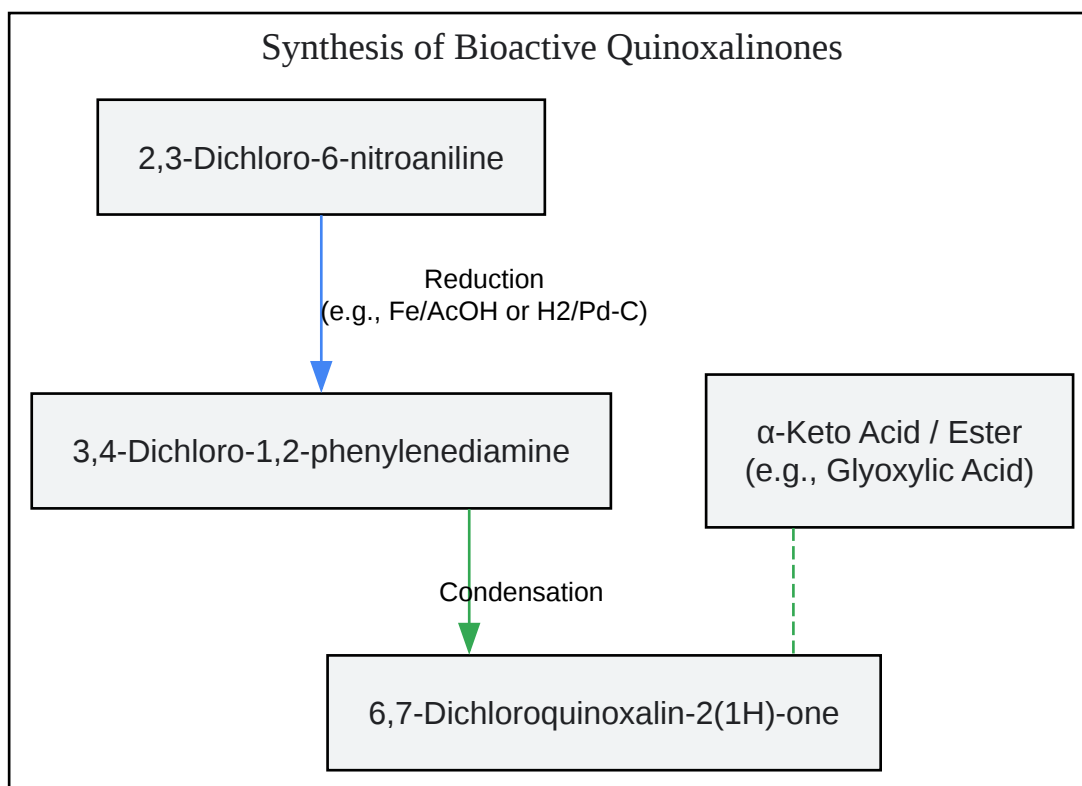 Synthesis of Bioactive Quinoxalinones
2,3-Dichloro-6-nitroaniline
Reduction
(e.g., Fe/AcOH or H2/Pd-C)
3,4-Dichloro-1,2-phenylenediamine
α-Keto Acid / Ester
(e.g., Glyoxylic Acid)
Condensation
6,7-Dichloroquinoxalin-2(1H)-one